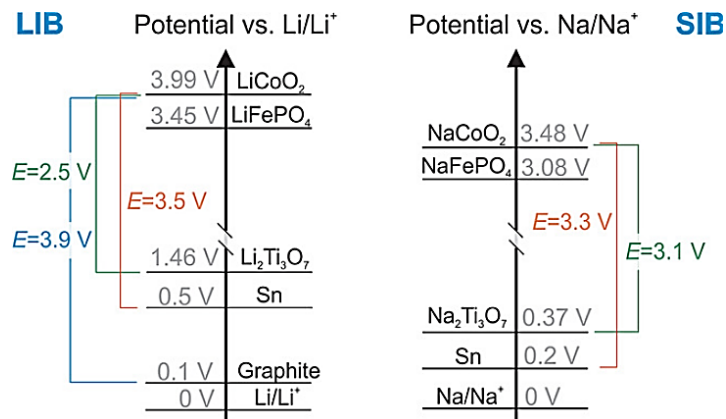 LIB Potential vs. Li/Li⁺ Potential vs. Na/Na⁺ SIB
3.99 V LiCoO₂
3.45 V LiFePO₄
E=2.5 V
E=3.5 V
E=3.9 V
1.46 V Li₂Ti₃O₇
0.5 V Sn
0.1 V Graphite
0 V Li/Li⁺
NaCoO₂ 3.48 V
NaFePO₄ 3.08 V
E=3.3 V
E=3.1 V
Na₂Ti₃O₇ 0.37 V
Sn 0.2 V
Na/Na⁺ 0 V